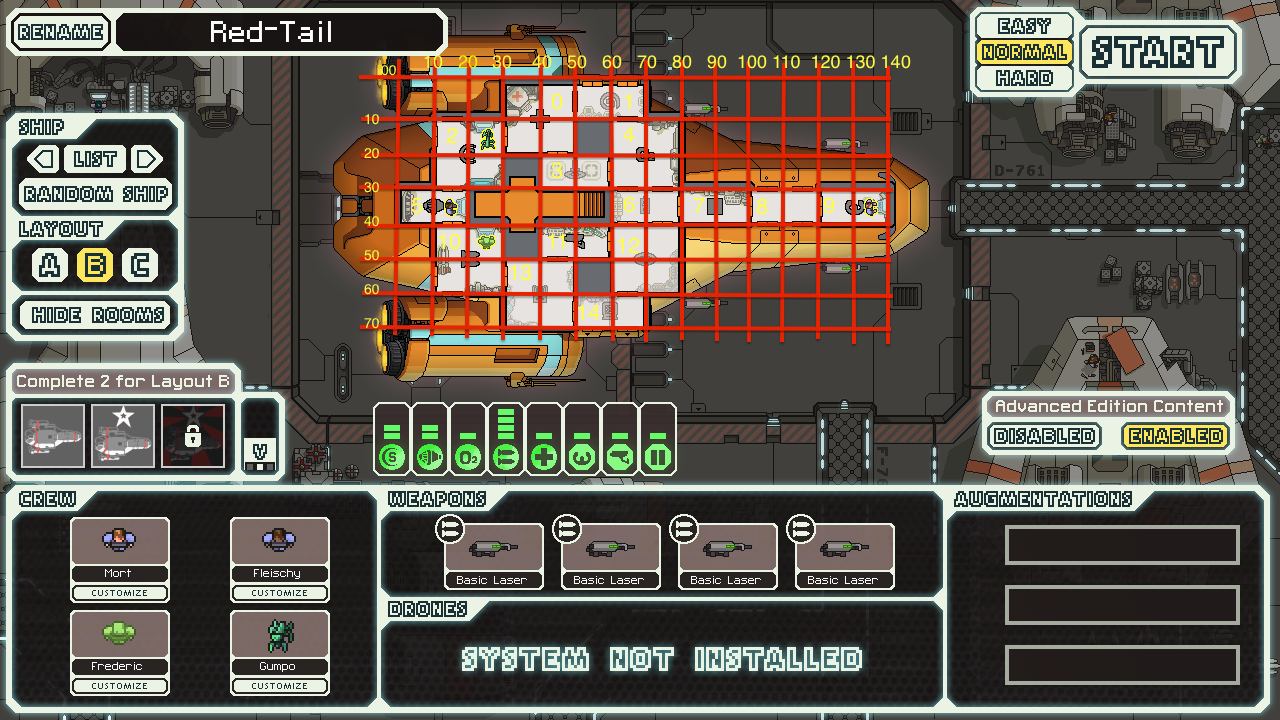 RENAME
Red-Tail
EASY
NORMAL
HARD
START
00 10 20 30 40 50 60 70 80 90 100 110 120 130 140
10
20
30
40
50
60
70
0 1
2 4
3
5 6 7 8 9
10 11 12
13
14
D-761
SHIP
LIST
RANDOM SHIP
LAYOUT
A B C
HIDE ROOMS
Complete 2 for Layout B
V
O2
Advanced Edition Content
DISABLED ENABLED
CREW
Mort
CUSTOMIZE
Fleischy
CUSTOMIZE
Frederic
CUSTOMIZE
Gumpo
CUSTOMIZE
WEAPONS
Basic Laser
Basic Laser
Basic Laser
Basic Laser
DRONES
SYSTEM NOT INSTALLED
AUGMENTATIONS